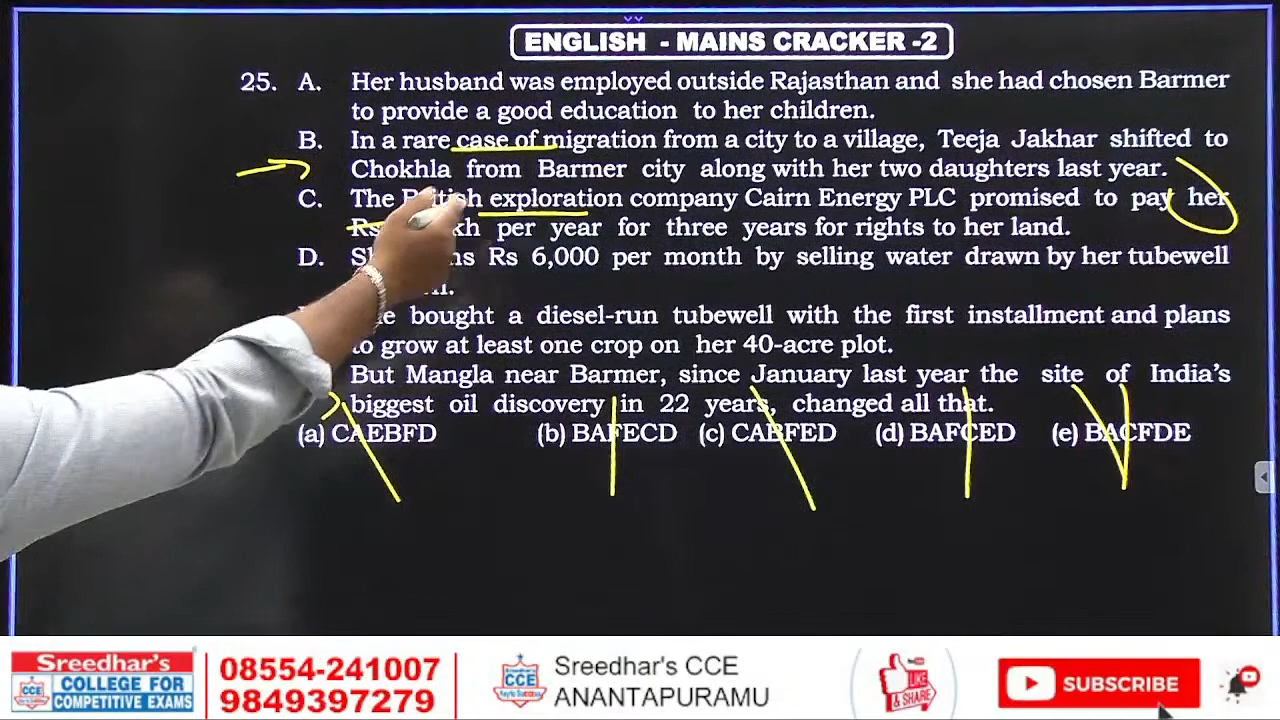 ENGLISH - MAINS CRACKER -2
25. A. Her husband was employed outside Rajasthan and she had chosen Barmer
to provide a good education to her children.
B. In a rare case of migration from a city to a village, Teeja Jakhar shifted to
Chokhla from Barmer city along with her two daughters last year.
C. The British exploration company Cairn Energy PLC promised to pay her
Rs per year for three years for rights to her land.
D. Rs 6,000 per month by selling water drawn by her tubewell
bought a diesel-run tubewell with the first installment and plans
to grow at least one crop on her 40-acre plot.
But Mangla near Barmer, since January last year the site of India's
biggest oil discovery in 22 years, changed all that.
(a) CAEBFD (b) BAFECD (c) CABFED (d) BAFCED (e) BACFDE
Sreedhar's
CCE
COLLEGE FOR
COMPETITIVE EXAMS
08554-241007
9849397279
CCE
Sreedhar's CCE
ANANTAPURAMU
LIKE
& SHARE
SUBSCRIBE